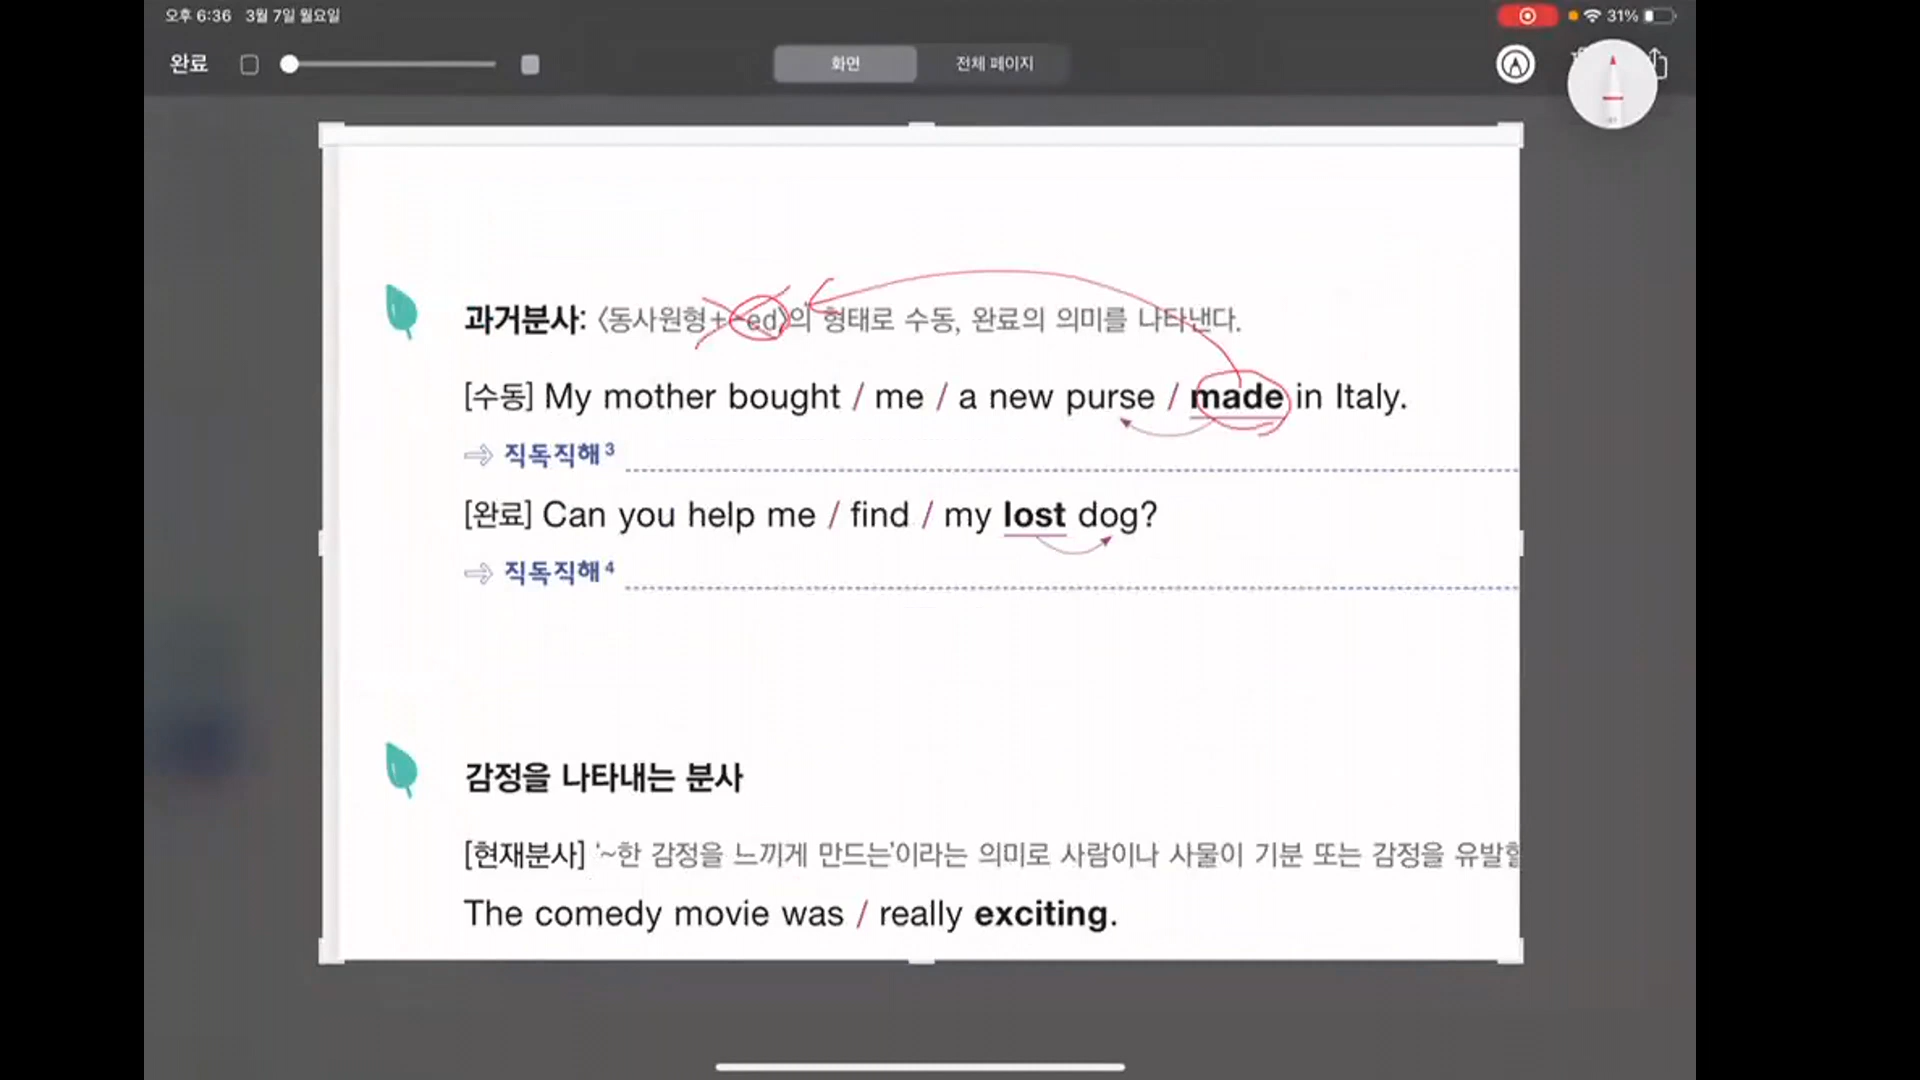 오후 6:36 3월 7일 월요일
31%
완료
화면
전체 페이지
과거분사: 〈동사원형+-ed〉의 형태로 수동, 완료의 의미를 나타낸다.
[수동] My mother bought / me / a new purse / made in Italy.
⇨ 직독직해³
[완료] Can you help me / find / my lost dog?
⇨ 직독직해⁴
감정을 나타내는 분사
[현재분사] '~한 감정을 느끼게 만드는'이라는 의미로 사람이나 사물이 기분 또는 감정을 유발할
The comedy movie was / really exciting.